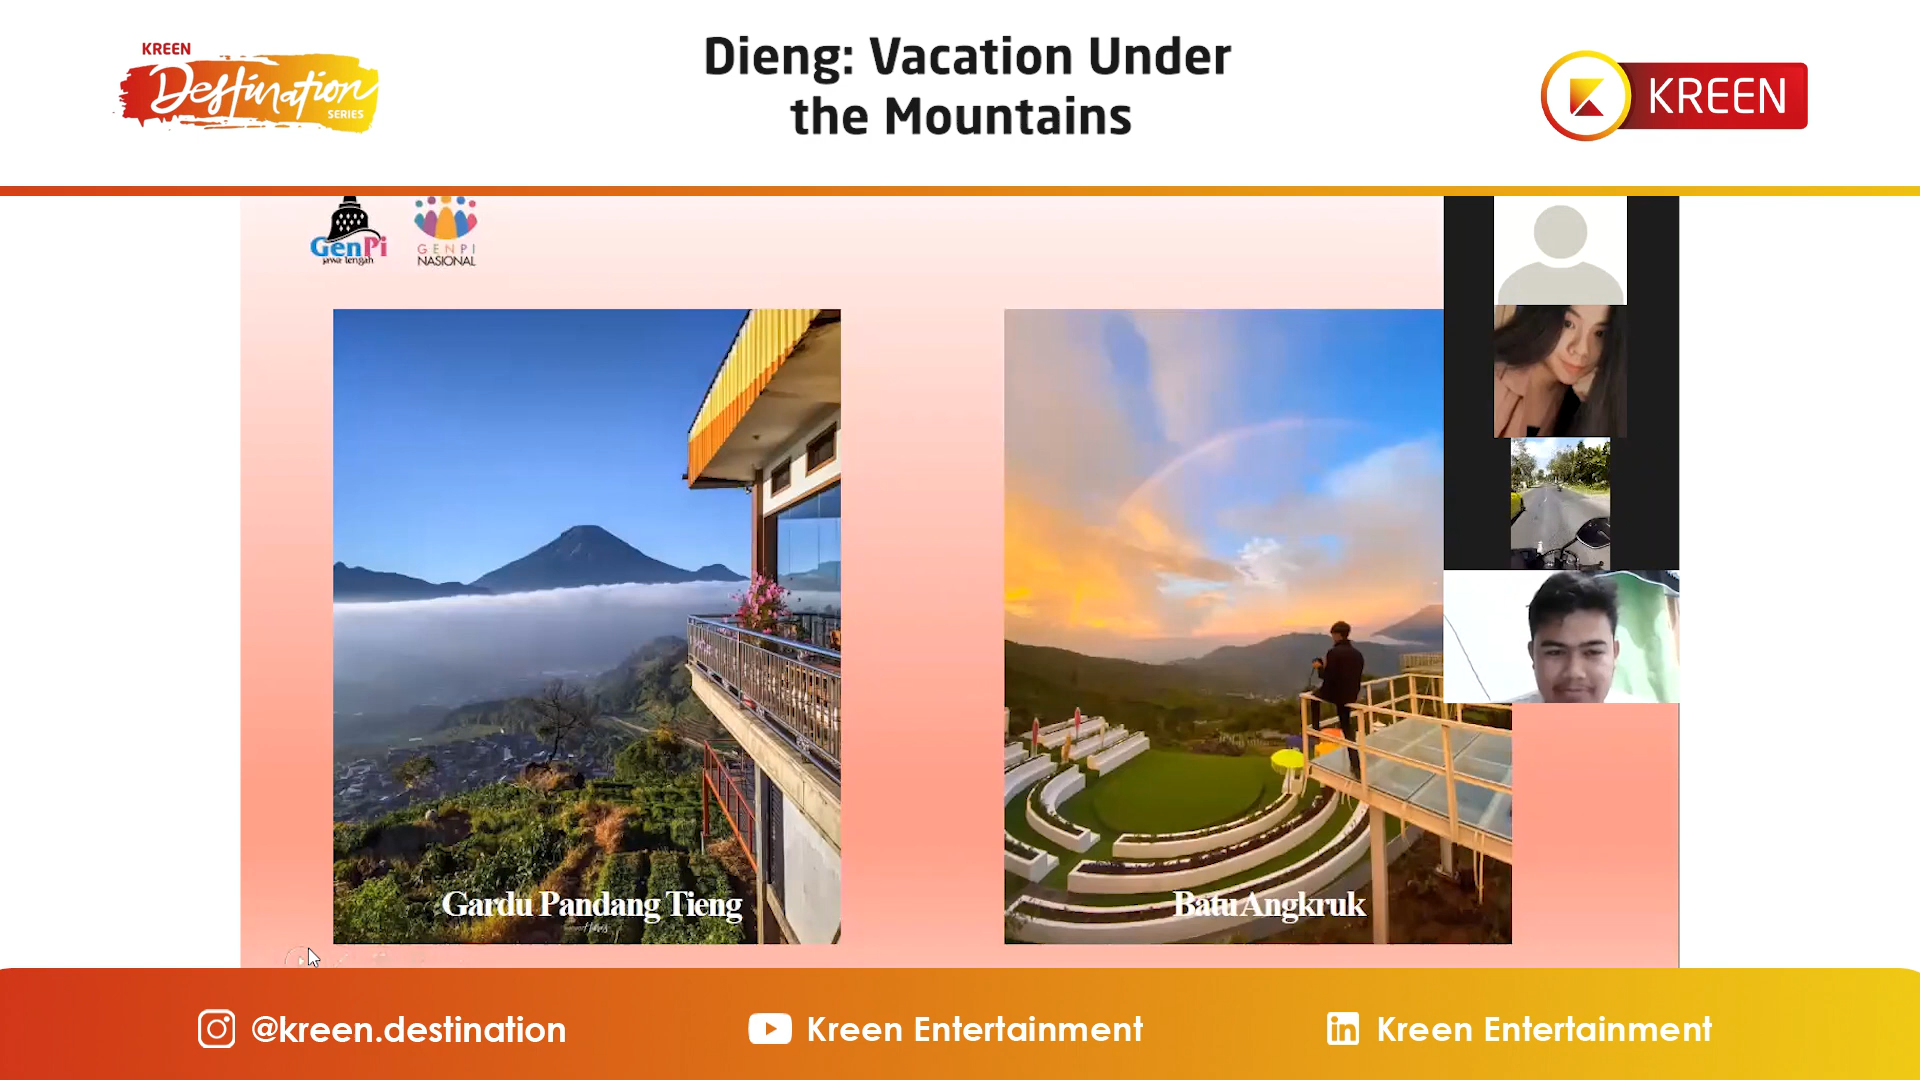 KREEN
Destination
SERIES
Dieng: Vacation Under
the Mountains
KREEN
GenPi
jawa tengah
GENPI
NASIONAL
Gardu Pandang Tieng
Batu Angkruk
@kreen.destination
Kreen Entertainment
Kreen Entertainment